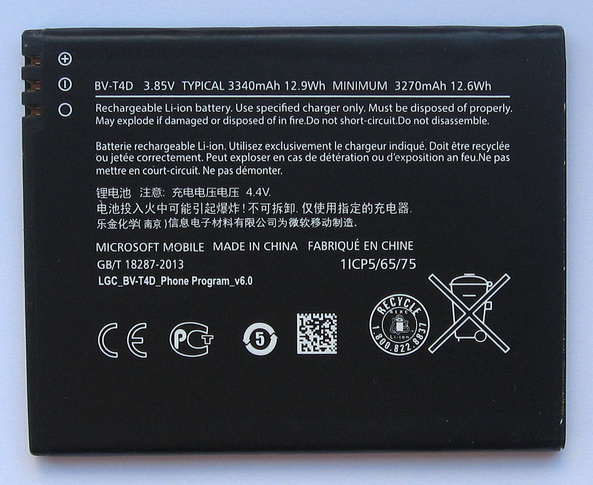 BV-T4D 3.85V TYPICAL 3340mAh 12.9Wh MINIMUM 3270mAh 12.6Wh
Rechargeable Li-ion battery. Use specified charger only. Must be disposed of properly.
May explode if damaged or disposed of in fire.Do not short-circuit.Do not disassemble.
Batterie rechargeable Li-ion. Utilisez exclusivement le chargeur indiqué. Doit être recyclée
ou jetée correctement. Peut exploser en cas de détération ou d'expositon au feu.Ne pas
mettre en court-circuit. Ne pas démonter.
锂电池 注意: 充电电压电压 4.4V.
电池投入火中可能引起爆炸! 不可拆卸. 仅使用指定的充电器.
乐金化学(南京)信息电子材料有限公司为微软移动制造.
MICROSOFT MOBILE MADE IN CHINA FABRIQUÉ EN CHINE
GB/T 18287-2013 1ICP5/65/75
LGC_BV-T4D_Phone Program_v6.0
CE
PCT
5
RECYCLE
Li-ion
1.800.822.8837